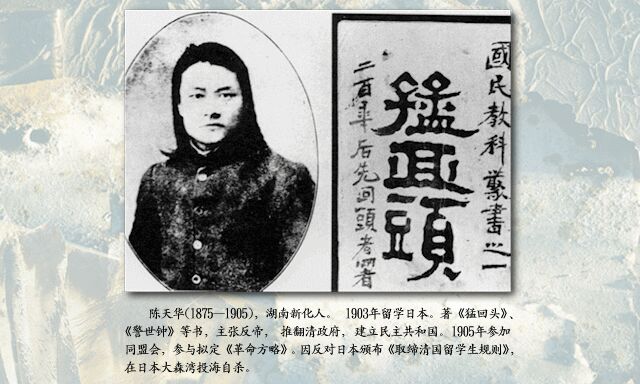 國民教科叢書之一
猛回頭
二百年后先回頭者
陈天华(1875—1905)，湖南新化人。 1903年留学日本。著《猛回头》、
《警世钟》等书，主张反帝， 推翻清政府， 建立民主共和国。1905年参加
同盟会，参与拟定《革命方略》。因反对日本颁布《取缔清国留学生规则》，
在日本大森湾投海自杀。